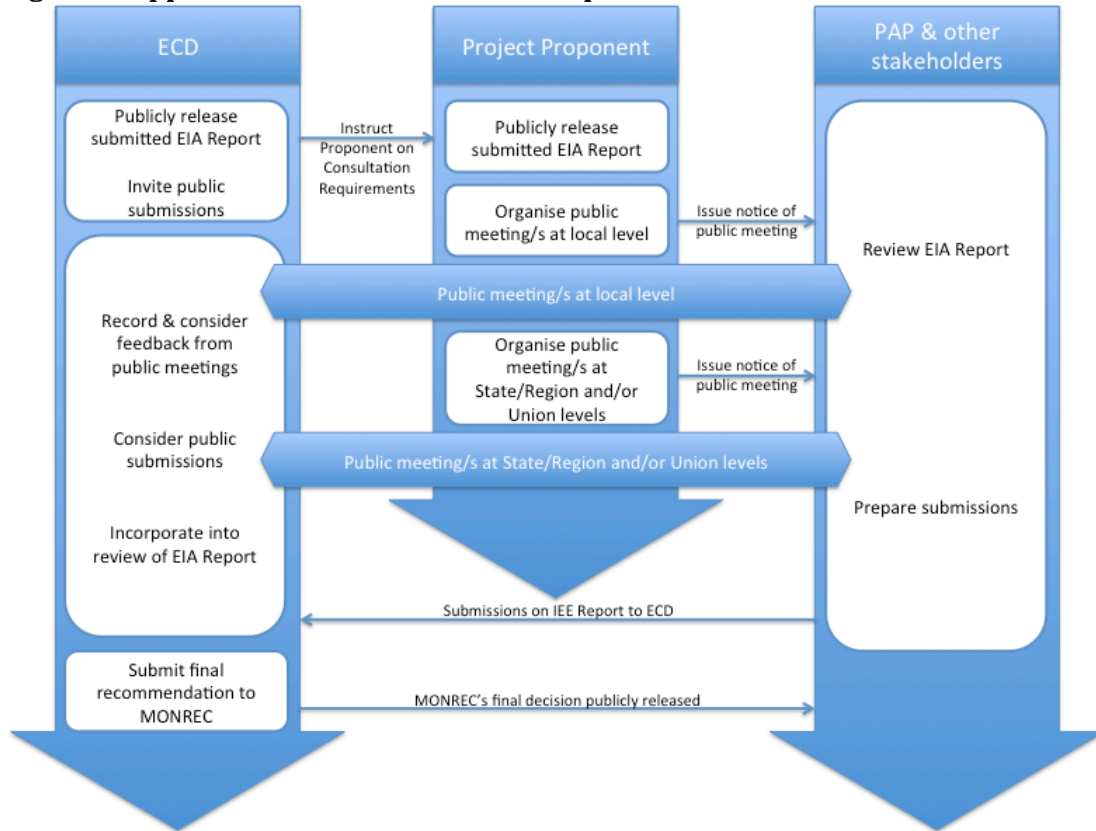 ECD
Project Proponent
PAP & other
stakeholders
Publicly release
submitted EIA Report
Invite public
submissions
Instruct
Proponent on
Consultation
Requirements
Publicly release
submitted EIA Report
Organise public
meeting/s at local level
Issue notice of
public meeting
Review EIA Report
Public meeting/s at local level
Record & consider
feedback from
public meetings
Organise public
meeting/s at
State/Region and/or
Union levels
Issue notice of
public meeting
Consider public
submissions
Public meeting/s at State/Region and/or Union levels
Incorporate into
review of EIA Report
Prepare submissions
Submissions on IEE Report to ECD
Submit final
recommendation to
MONREC
MONREC's final decision publicly released